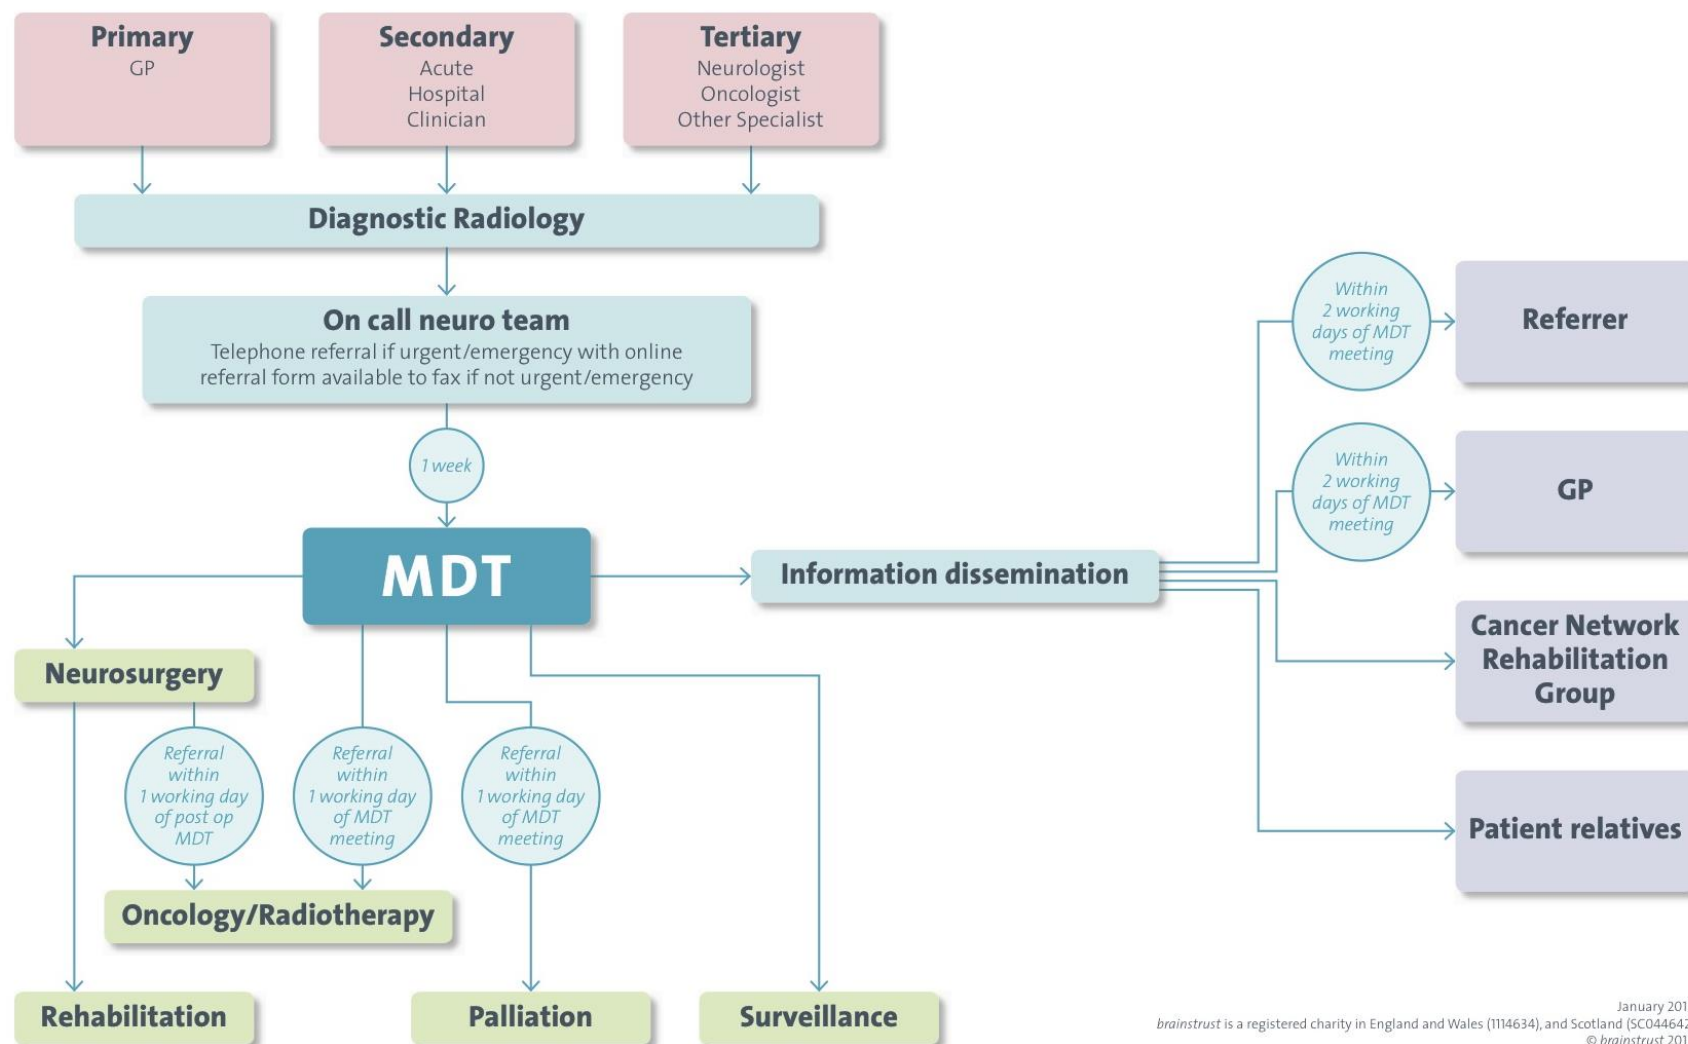 Primary
GP
Secondary
Acute
Hospital
Clinician
Tertiary
Neurologist
Oncologist
Other Specialist
Diagnostic Radiology
On call neuro team
Telephone referral if urgent/emergency with online
referral form available to fax if not urgent/emergency
1 week
MDT
Information dissemination
Within
2 working
days of MDT
meeting
Referrer
Within
2 working
days of MDT
meeting
GP
Cancer Network
Rehabilitation
Group
Patient relatives
Neurosurgery
Referral
within
1 working day
of post op
MDT
Referral
within
1 working day
of MDT
meeting
Referral
within
1 working day
of MDT
meeting
Oncology/Radiotherapy
Rehabilitation
Palliation
Surveillance
January 201
brainstrust is a registered charity in England and Wales (1114634), and Scotland (SC044642
© brainstrust 201